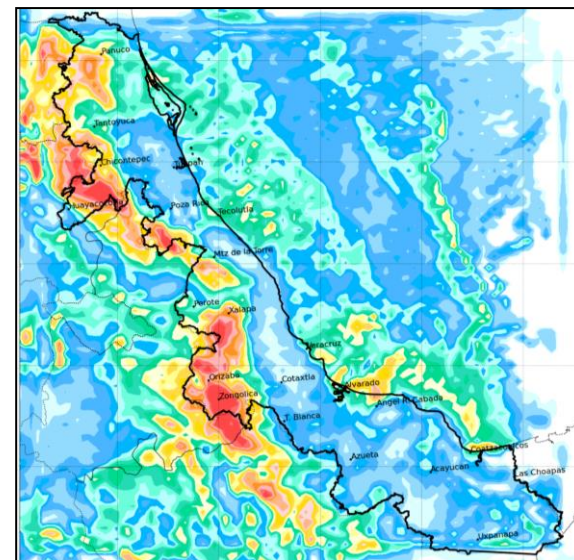 Panuco
Tantoyuca
Chicontepec
Tuxpan
Huayacocotla
Poza Rica
Tecolutla
Mtz de la Torre
Perote
Xalapa
Veracruz
Orizaba
Cotaxtla
Alvarado
Zongolica
Angel R. Cabada
T. Blanca
Azueta
Coatzacoalcos
Acayucan
Las Choapas
Uxpanapa